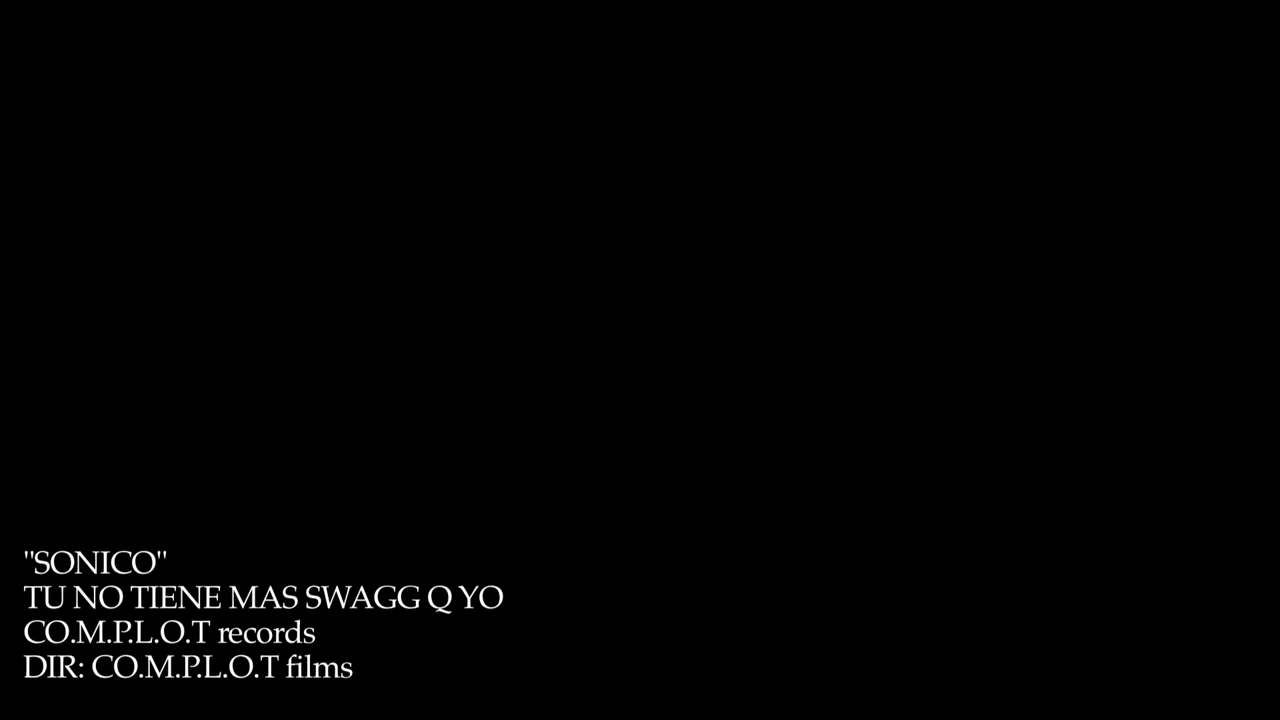 "SONICO"
TU NO TIENE MAS SWAGG Q YO
CO.M.P.L.O.T records
DIR: CO.M.P.L.O.T films